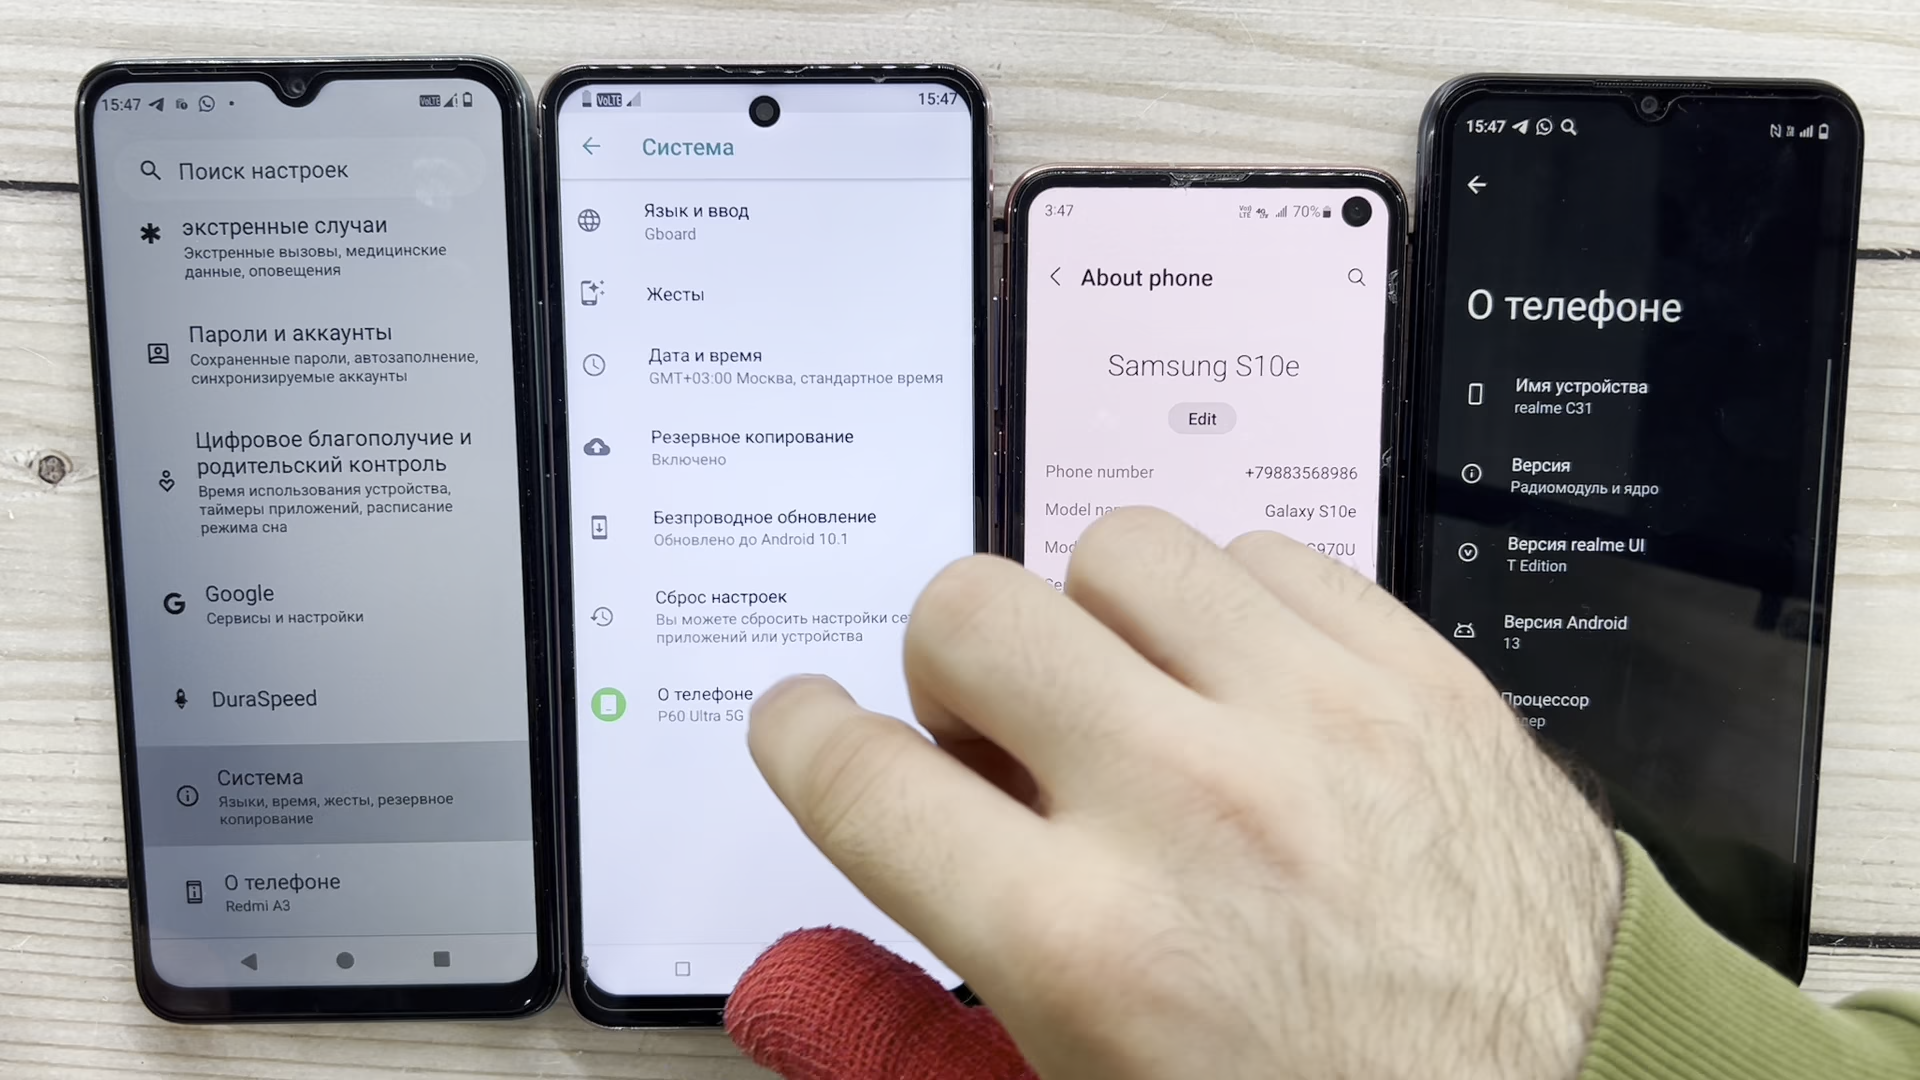 15:47
VoLTE
Поиск настроек
экстренные случаи
Экстренные вызовы, медицинские
данные, оповещения
Пароли и аккаунты
Сохраненные пароли, автозаполнение,
синхронизируемые аккаунты
Цифровое благополучие и
родительский контроль
Время использования устройства,
таймеры приложений, расписание
режима сна
Google
Сервисы и настройки
DuraSpeed
Система
Языки, время, жесты, резервное
копирование
О телефоне
Redmi A3
VoLTE
15:47
Система
Язык и ввод
Gboard
Жесты
Дата и время
GMT+03:00 Москва, стандартное время
Резервное копирование
Включено
Безпроводное обновление
Обновлено до Android 10.1
Сброс настроек
Вы можете сбросить настройки
приложений или устройства
О телефоне
P60 Ultra 5G
3:47
70%
About phone
Samsung S10e
Edit
Phone number +79883568986
Model Galaxy S10e
G970U
15:47
О телефоне
Имя устройства
realme C31
Версия
Радиомодуль и ядро
Версия realme UI
T Edition
Версия Android
13
Процессор